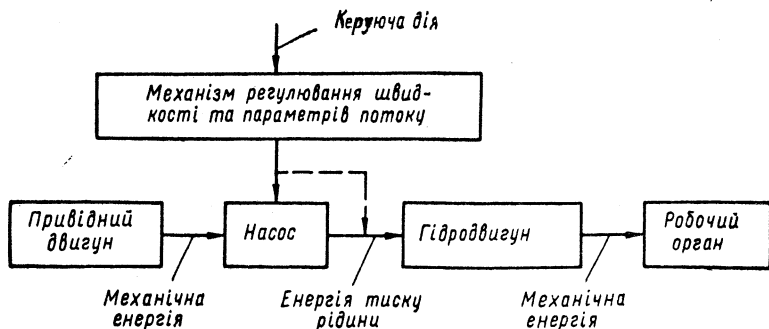 Керуюча дія
Механізм регулювання швид-
кості та параметрів потоку
Привідний
двигун
Насос
Гідродвигун
Робочий
орган
Механічна
енергія
Енергія тиску
рідини
Механічна
енергія